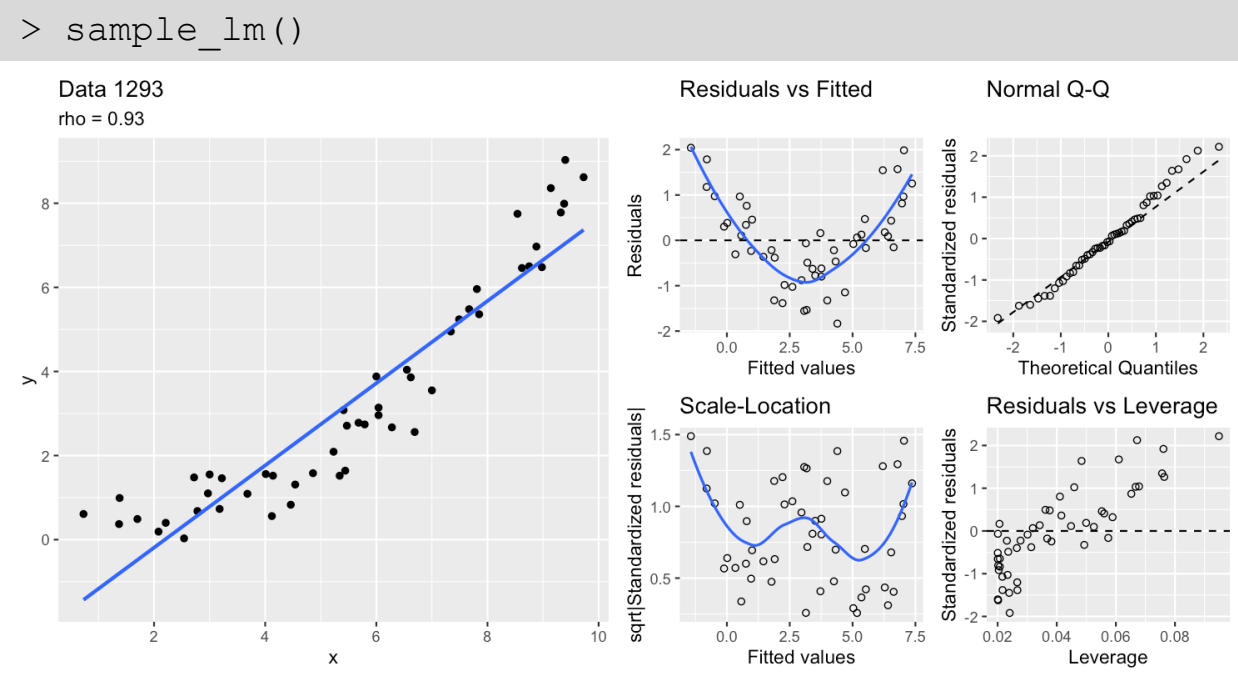 > sample_lm()
Data 1293
rho = 0.93
8
6
4
2
0
y
2
4
6
8
10
x
Residuals vs Fitted
2
1
0
-1
-2
Residuals
0.0
2.5
5.0
7.5
Fitted values
Normal Q-Q
2
1
0
-1
-2
Standardized residuals
-2
-1
0
1
2
Theoretical Quantiles
Scale-Location
1.5
1.0
0.5
sqrt|Standardized residuals|
0.0
2.5
5.0
7.5
Fitted values
Residuals vs Leverage
2
1
0
-1
-2
Standardized residuals
0.02
0.04
0.06
0.08
Leverage